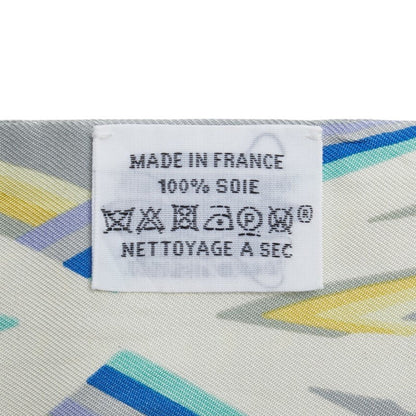 MADE IN FRANCE
100% SOIE
P ®
NETTOYAGE A SEC